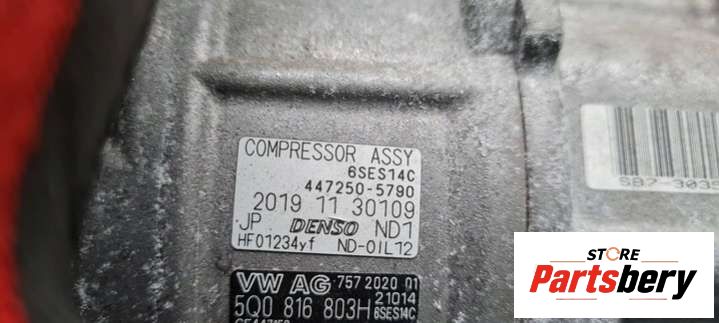 COMPRESSOR ASSY
6SES14C
447250-5790
2019 11 30109
JP DENSO ND1
HF01234yf ND-OIL12
VW AG 757 2020 01
21014
5Q0 816 803H 6SES14C
STORE
Partsbery